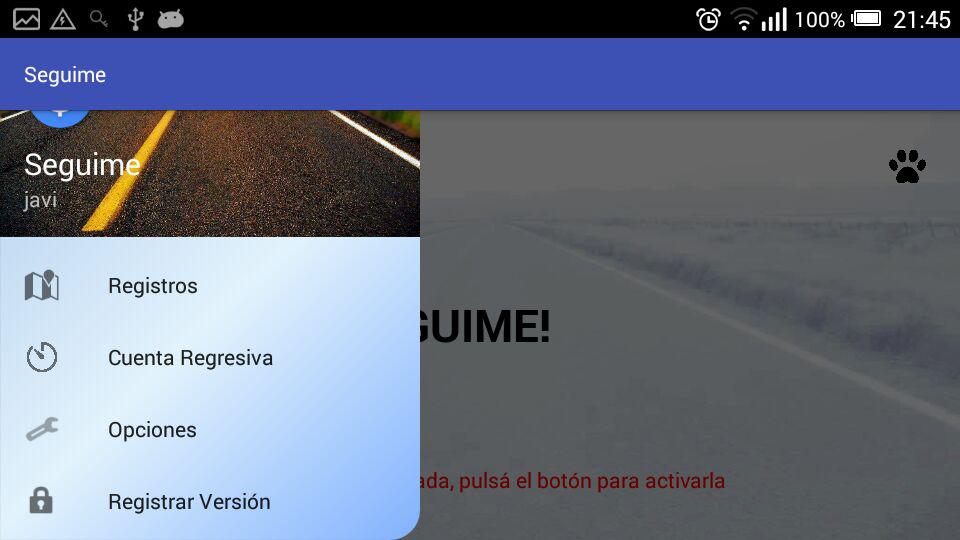 100% 21:45
Seguime
Seguime
javi
Registros
GUIME!
Cuenta Regresiva
Opciones
ada, pulsá el botón para activarla
Registrar Versión